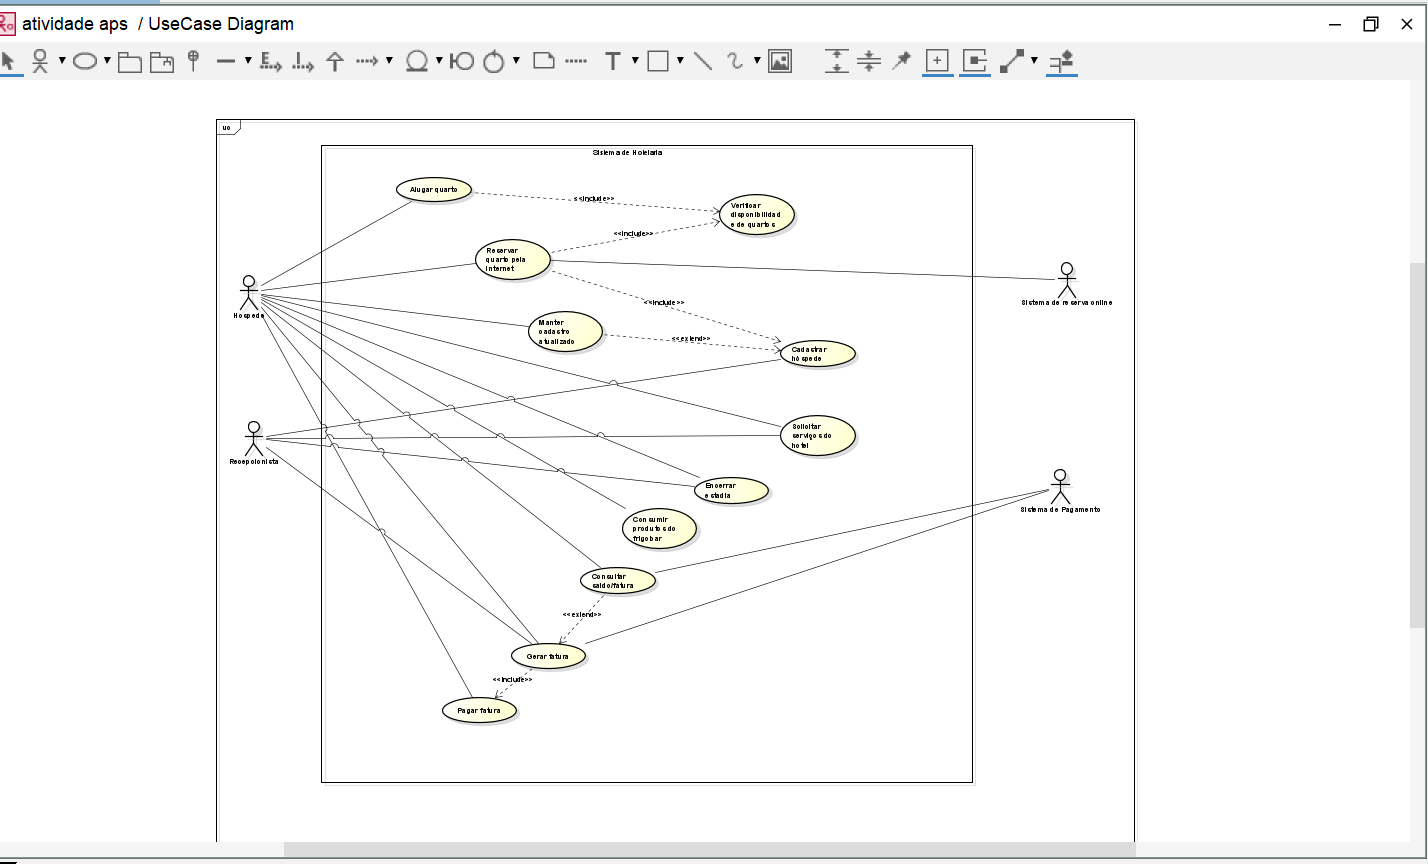 atividade aps / UseCase Diagram
uc
Sistema de Hotelaria
Alugar quarto
<<include>>
Verificar
disponibilidad
e de quartos
<<include>>
Reservar
quarto pela
internet
Hospede
Sistema de reserva online
<<include>>
Manter
cadastro
atualizado
<<extend>>
Cadastrar
hóspede
Solicitar
serviços do
hotel
Recepcionista
Encerrar
estadia
Sistema de Pagamento
Consumir
produtos do
frigobar
Consultar
saldo/fatura
<<extend>>
Gerar fatura
<<include>>
Pagar fatura